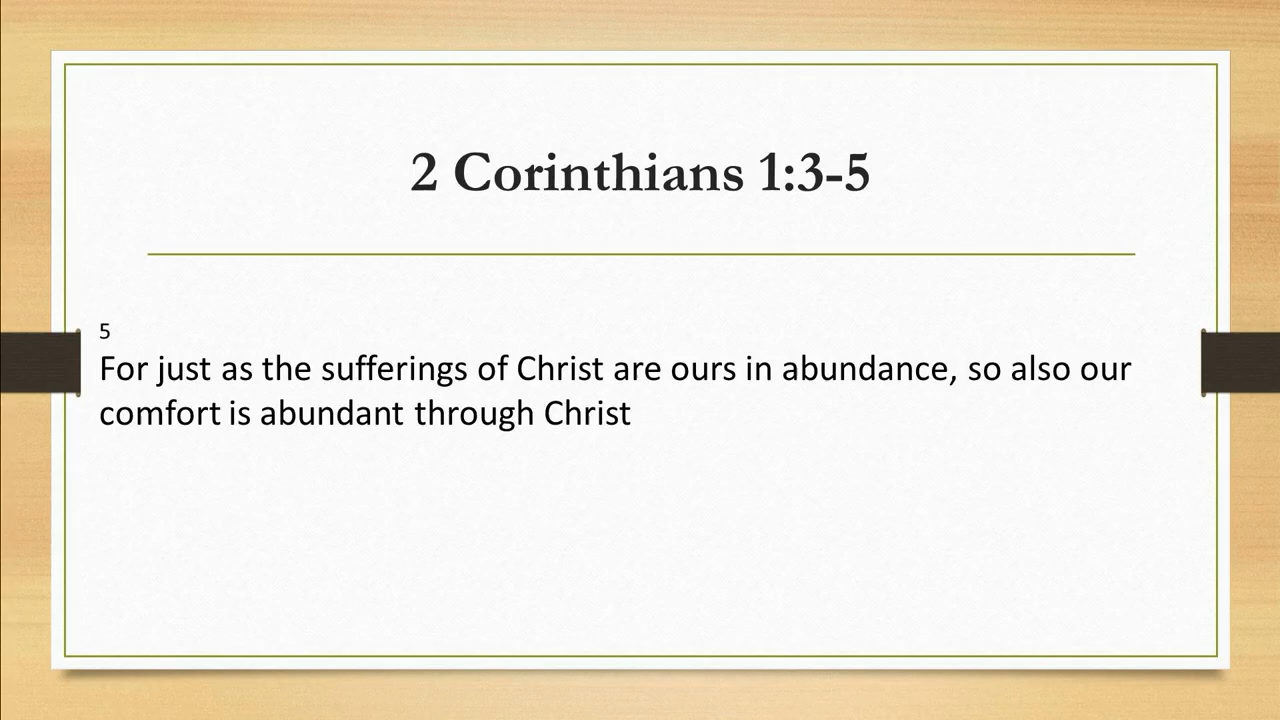 2 Corinthians 1:3-5
5
For just as the sufferings of Christ are ours in abundance, so also our
comfort is abundant through Christ